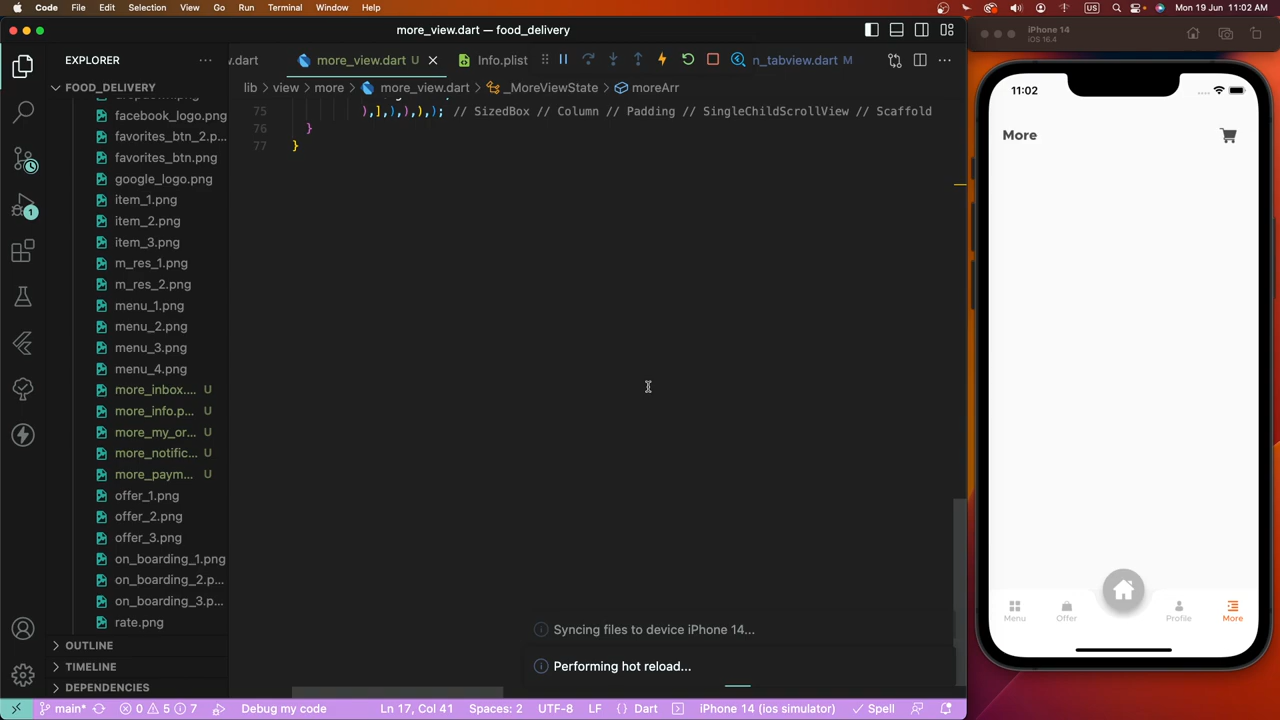 Code File Edit Selection View Go Run Terminal Window Help
US Mon 19 Jun 11:02 AM
more_view.dart — food_delivery
EXPLORER
FOOD_DELIVERY
facebook_logo.png
favorites_btn_2.p...
favorites_btn.png
google_logo.png
item_1.png
item_2.png
item_3.png
m_res_1.png
m_res_2.png
menu_1.png
menu_2.png
menu_3.png
menu_4.png
more_inbox.... U
more_info.p... U
more_my_or... U
more_notific... U
more_paym... U
offer_1.png
offer_2.png
offer_3.png
on_boarding_1.png
on_boarding_2.p...
on_boarding_3.p...
rate.png
OUTLINE
TIMELINE
DEPENDENCIES
1
w.dart more_view.dart U Info.plist n_tabview.dart M
lib > view > more > more_view.dart > _MoreViewState > moreArr
75 ),],),),),); // SizedBox // Column // Padding // SingleChildScrollView // Scaffold
76 }
77 }
Syncing files to device iPhone 14...
Performing hot reload...
main* 0 5 7 Debug my code Ln 17, Col 41 Spaces: 2 UTF-8 LF {} Dart iPhone 14 (ios simulator) Spell
iPhone 14
iOS 16.4
11:02
More
Menu Offer Profile More